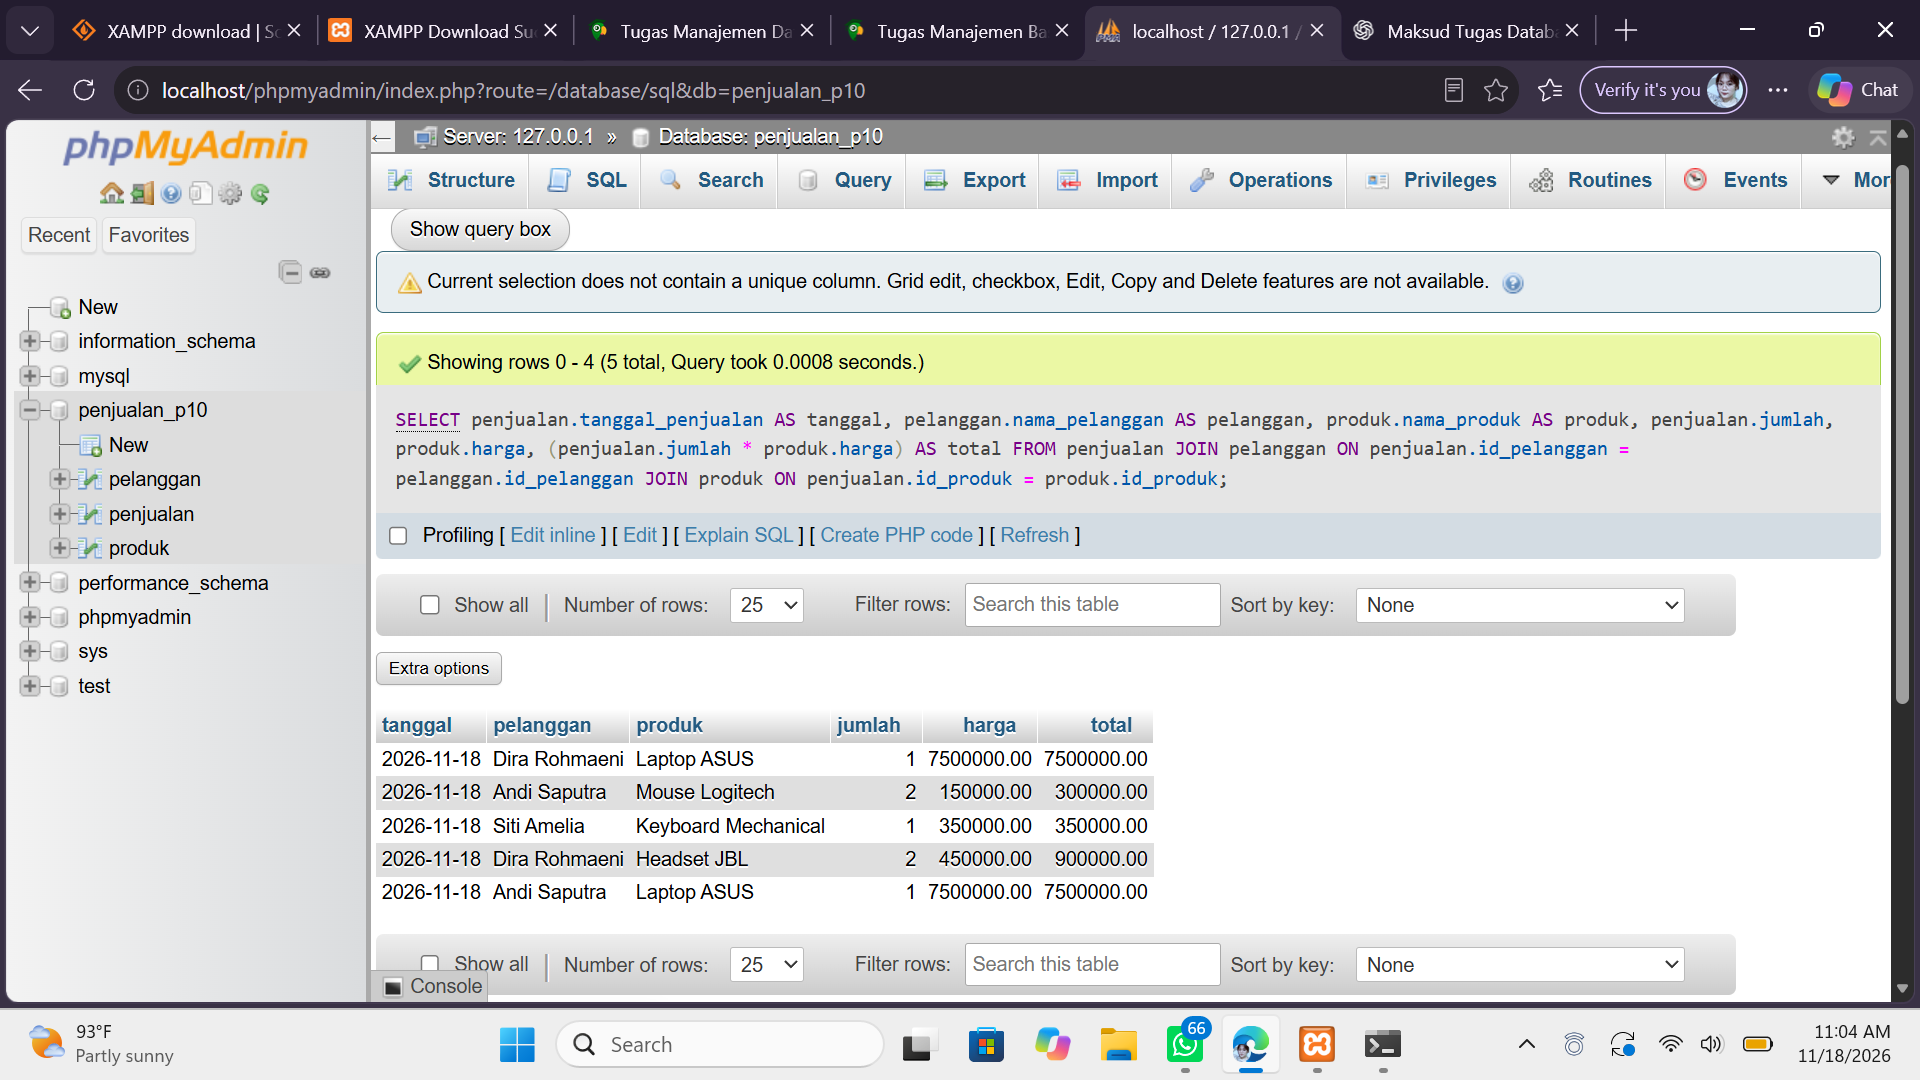 XAMPP download | Sc
XAMPP Download Su
Tugas Manajemen Da
Tugas Manajemen Ba
localhost / 127.0.0.1 /
Maksud Tugas Datab
localhost/phpmyadmin/index.php?route=/database/sql&db=penjualan_p10
Verify it's you
Chat
phpMyAdmin
Recent
Favorites
New
information_schema
mysql
penjualan_p10
New
pelanggan
penjualan
produk
performance_schema
phpmyadmin
sys
test
Server: 127.0.0.1 » Database: penjualan_p10
Structure
SQL
Search
Query
Export
Import
Operations
Privileges
Routines
Events
Mor
Show query box
Current selection does not contain a unique column. Grid edit, checkbox, Edit, Copy and Delete features are not available.
Showing rows 0 - 4 (5 total, Query took 0.0008 seconds.)
SELECT penjualan.tanggal_penjualan AS tanggal, pelanggan.nama_pelanggan AS pelanggan, produk.nama_produk AS produk, penjualan.jumlah,
produk.harga, (penjualan.jumlah * produk.harga) AS total FROM penjualan JOIN pelanggan ON penjualan.id_pelanggan =
pelanggan.id_pelanggan JOIN produk ON penjualan.id_produk = produk.id_produk;
Profiling [ Edit inline ] [ Edit ] [ Explain SQL ] [ Create PHP code ] [ Refresh ]
Show all | Number of rows: 25 Filter rows: Search this table Sort by key: None
Extra options
tanggal pelanggan produk jumlah harga total
2026-11-18 Dira Rohmaeni Laptop ASUS 1 7500000.00 7500000.00
2026-11-18 Andi Saputra Mouse Logitech 2 150000.00 300000.00
2026-11-18 Siti Amelia Keyboard Mechanical 1 350000.00 350000.00
2026-11-18 Dira Rohmaeni Headset JBL 2 450000.00 900000.00
2026-11-18 Andi Saputra Laptop ASUS 1 7500000.00 7500000.00
Show all | Number of rows: 25 Filter rows: Search this table Sort by key: None
Console
93°F
Partly sunny
Search
66
11:04 AM
11/18/2026